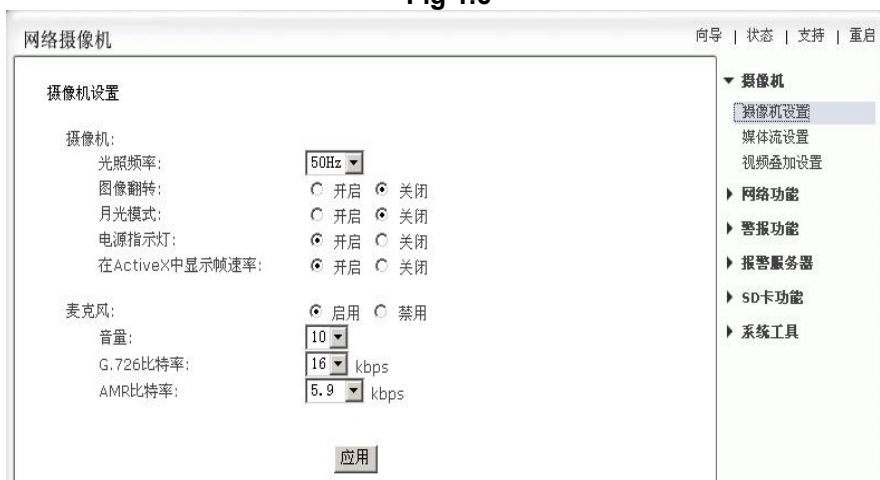 网络摄像机
向导 | 状态 | 支持 | 重启
摄像机设置
摄像机:
光照频率: 50Hz
图像翻转: 开启 关闭
月光模式: 开启 关闭
电源指示灯: 开启 关闭
在ActiveX中显示帧速率: 开启 关闭
麦克风: 启用 禁用
音量: 10
G.726比特率: 16 kbps
AMR比特率: 5.9 kbps
应用
摄像机
摄像机设置
媒体流设置
视频叠加设置
网络功能
警报功能
报警服务器
SD卡功能
系统工具